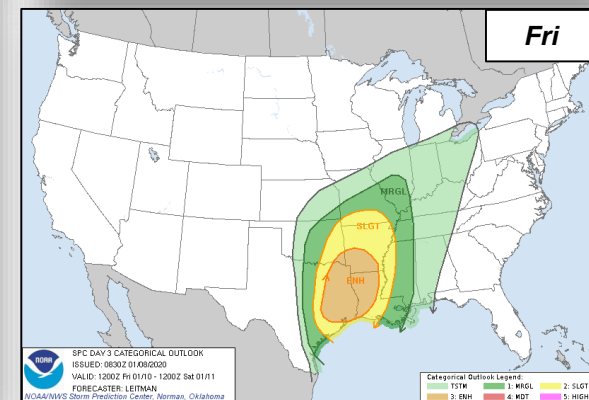 Fri
MRGL
SLGT
ENH
NOAA
SPC DAY 3 CATEGORICAL OUTLOOK
ISSUED: 0830Z 01/08/2020
VALID: 1200Z Fri 01/10 - 1200Z Sat 01/11
FORECASTER: LEITMAN
NOAA/NWS Storm Prediction Center, Norman, Oklahoma
Categorical Outlook Legend:
TSTM 1: MRGL 2: SLGT
3: ENH 4: MDT 5: HIGH